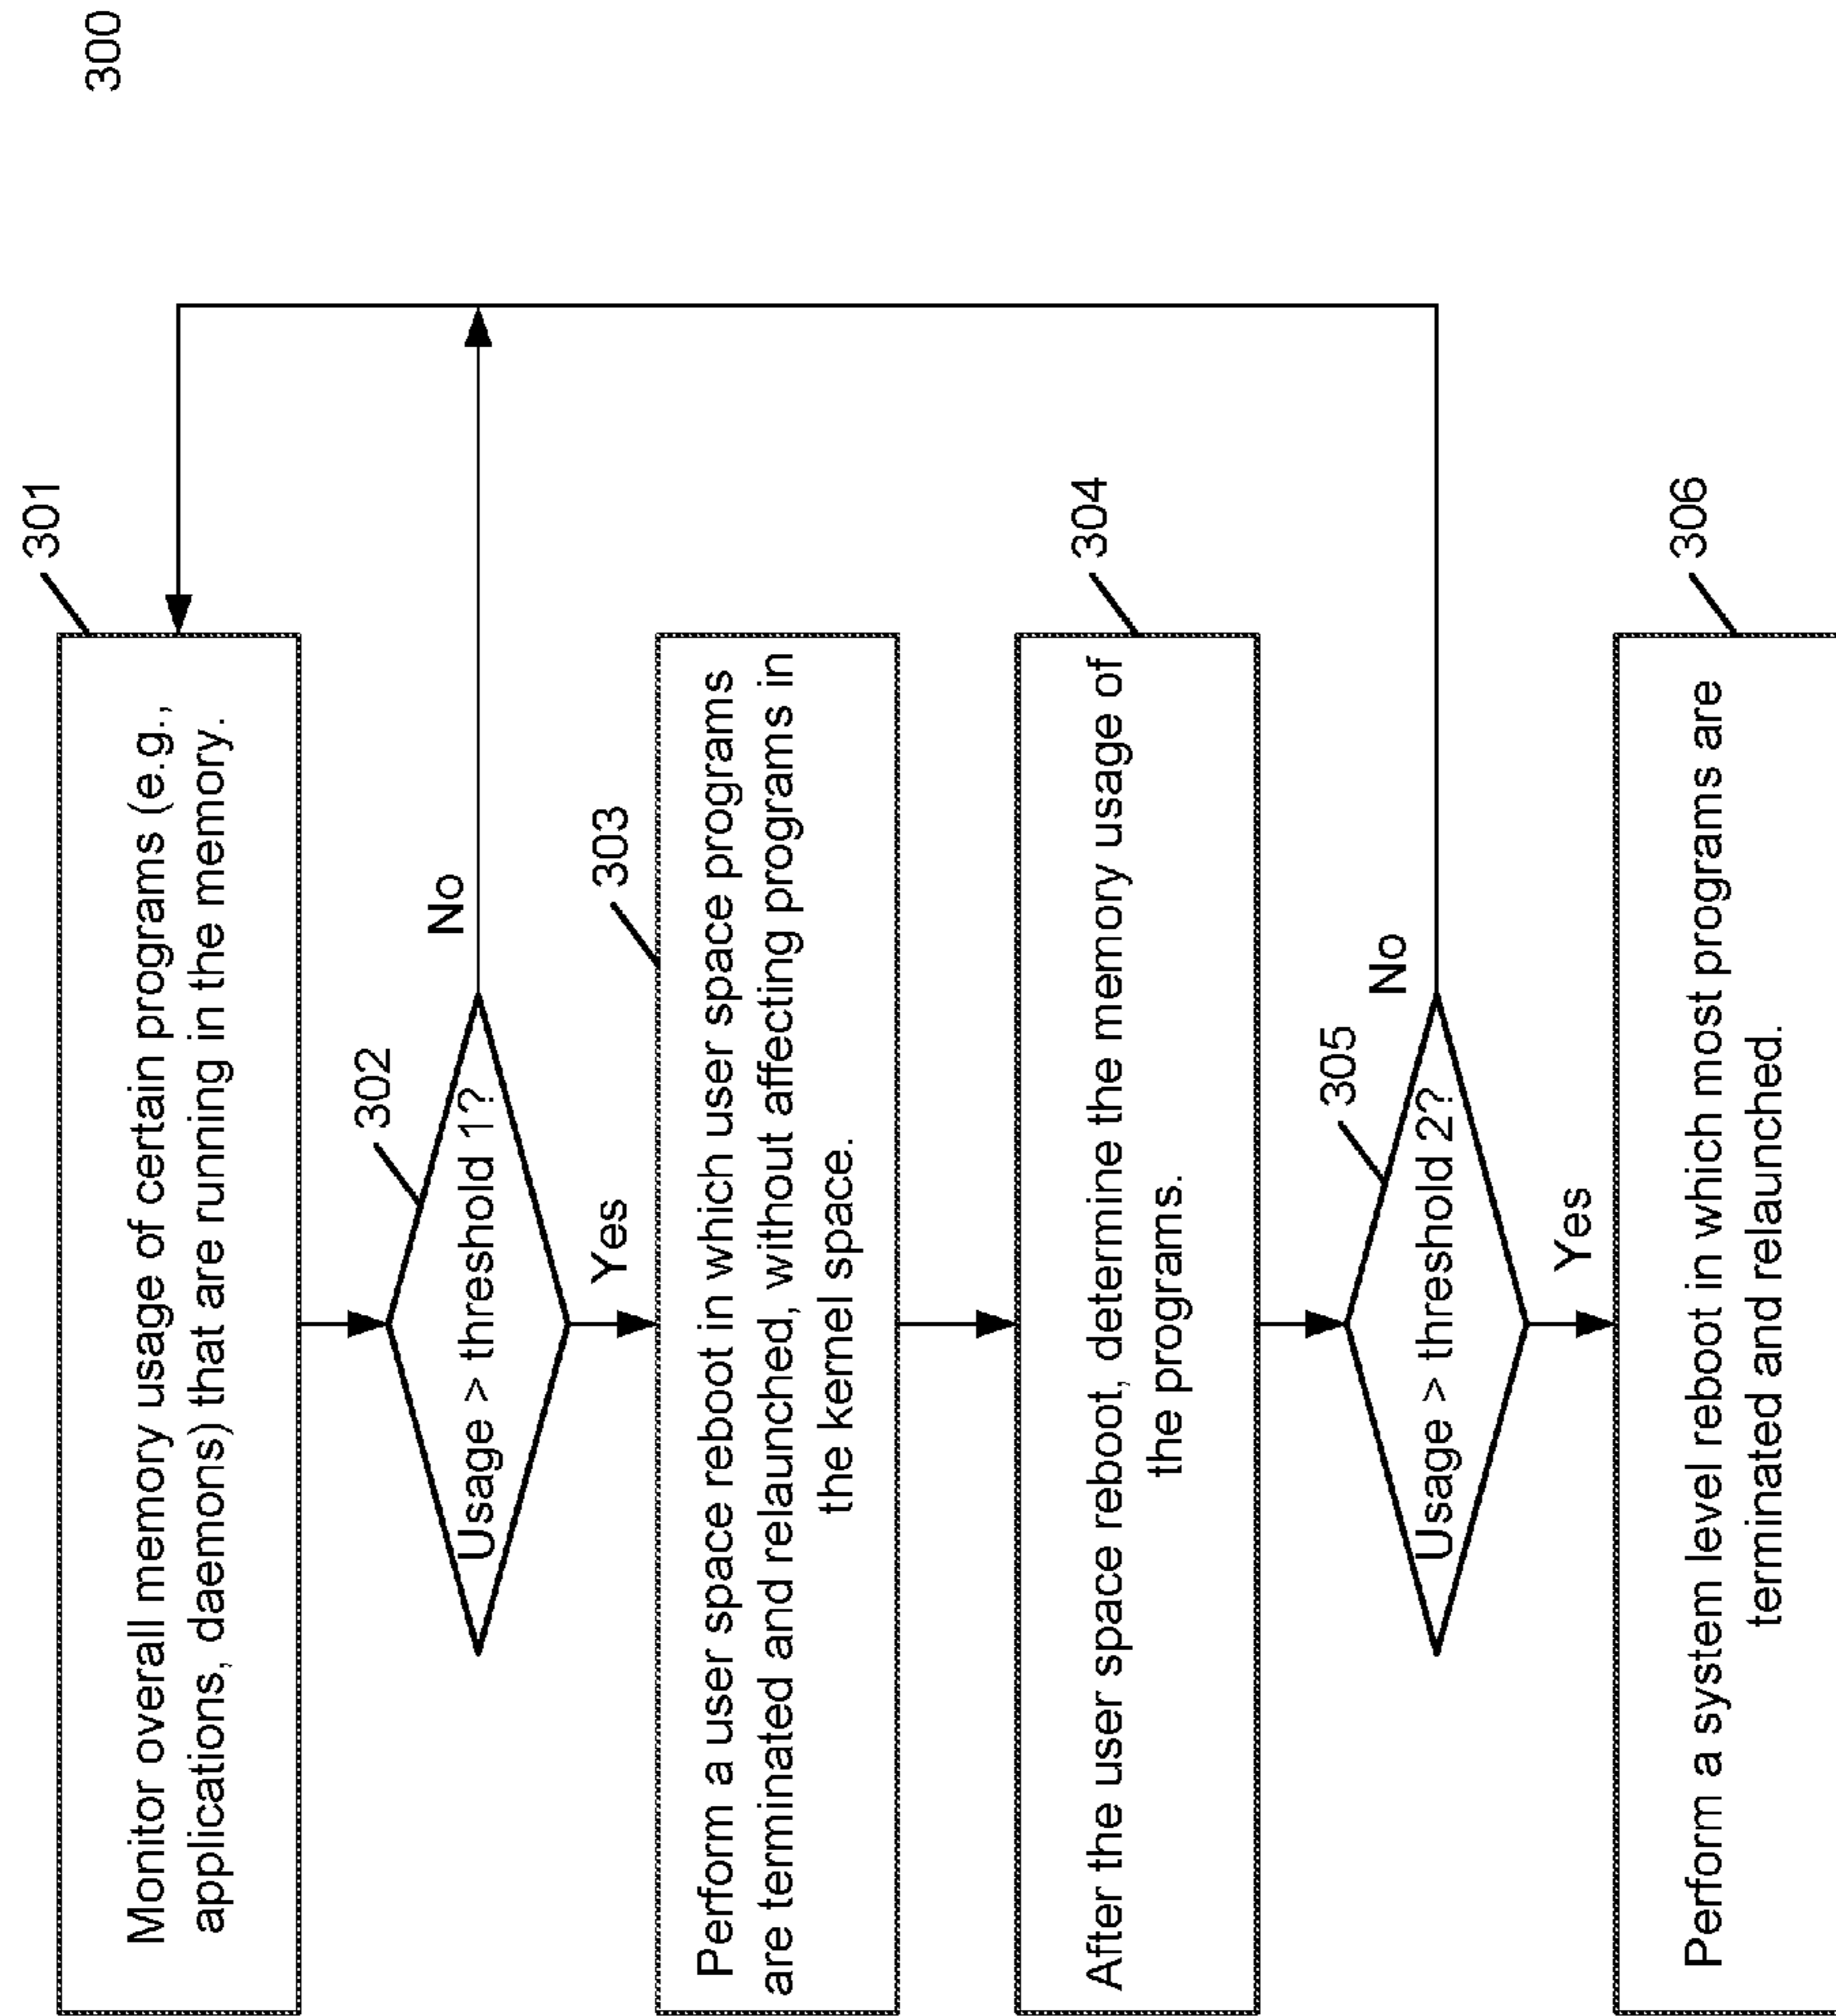 300
301
Monitor overall memory usage of certain programs (e.g.,
applications, daemons) that are running in the memory.
302
Usage > threshold 1?
No
Yes
303
Perform a user space reboot in which user space programs
are terminated and relaunched, without affecting programs in
the kernel space.
304
After the user space reboot, determine the memory usage of
the programs.
305
Usage > threshold 2?
No
Yes
306
Perform a system level reboot in which most programs are
terminated and relaunched.